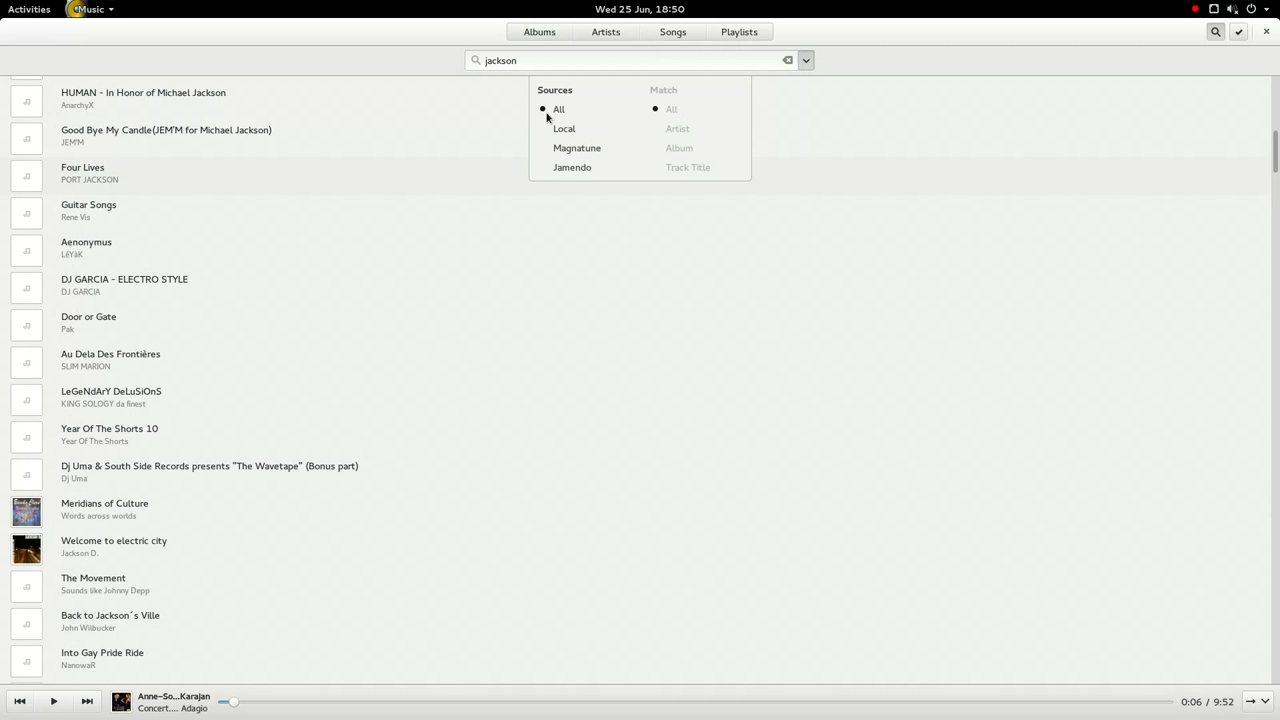 Activities Music Wed 25 Jun, 18:50
Albums Artists Songs Playlists
jackson
Sources Match
All All
Local Artist
Magnatune Album
Jamendo Track Title
HUMAN - In Honor of Michael Jackson
AnarchyX
Good Bye My Candle(JEM'M for Michael Jackson)
JEM'M
Four Lives
PORT JACKSON
Guitar Songs
Rene Vis
Aenonymus
LéYàK
DJ GARCIA - ELECTRO STYLE
DJ GARCIA
Door or Gate
Pak
Au Dela Des Frontières
SLIM MARION
LeGeNdArY DeLuSiOnS
KING SOLOGY da finest
Year Of The Shorts 10
Year Of The Shorts
Dj Uma & South Side Records presents "The Wavetape" (Bonus part)
Dj Uma
Meridians of Culture
Words across worlds
Welcome to electric city
Jackson D.
The Movement
Sounds like Johnny Depp
Back to Jackson´s Ville
John Wilbucker
Into Gay Pride Ride
NanowaR
Anne-So...Karajan
Concert.... Adagio
0:06 / 9:52